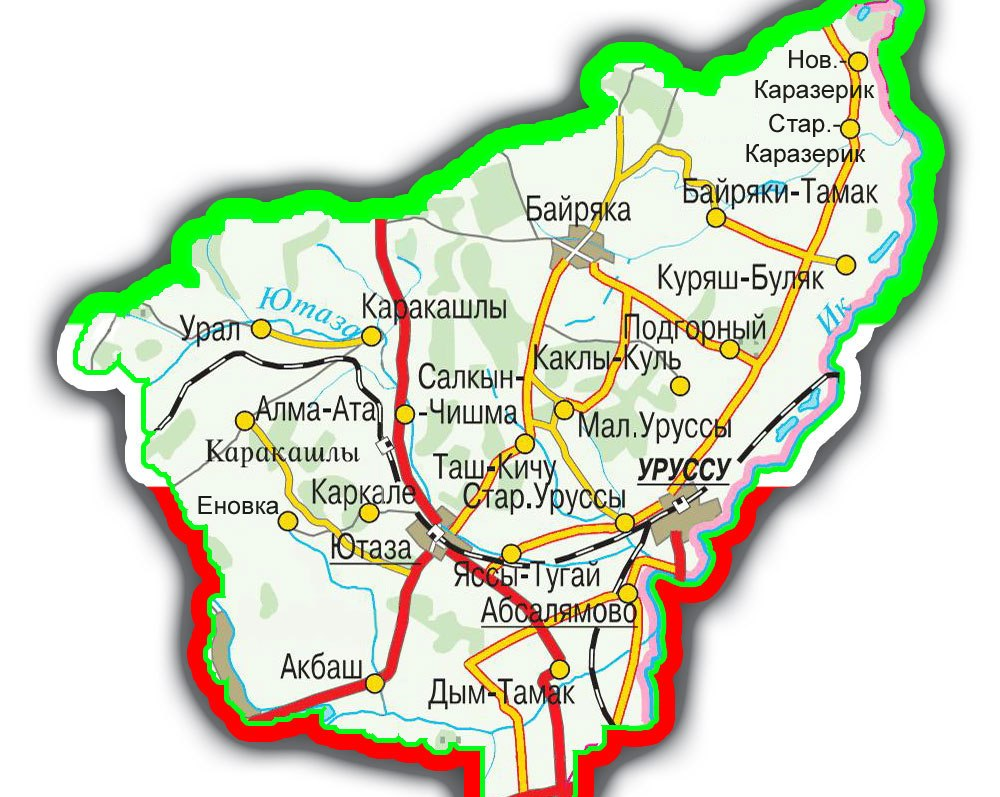 Нов.-
Каразерик
Стар.-
Каразерик
Байряки-Тамак
Байряка
Куряш-Буляк
Ютаза
Каракашлы
Ик
Урал
Подгорный
Каклы-Куль
Салкын-
-Чишма
Алма-Ата
Мал.Уруссы
Каракашлы
Таш-Кичу
УРУССУ
Каркале
Стар.Уруссы
Еновка
Ютаза
Яссы-Тугай
Абсалямово
Акбаш
Дым-Тамак